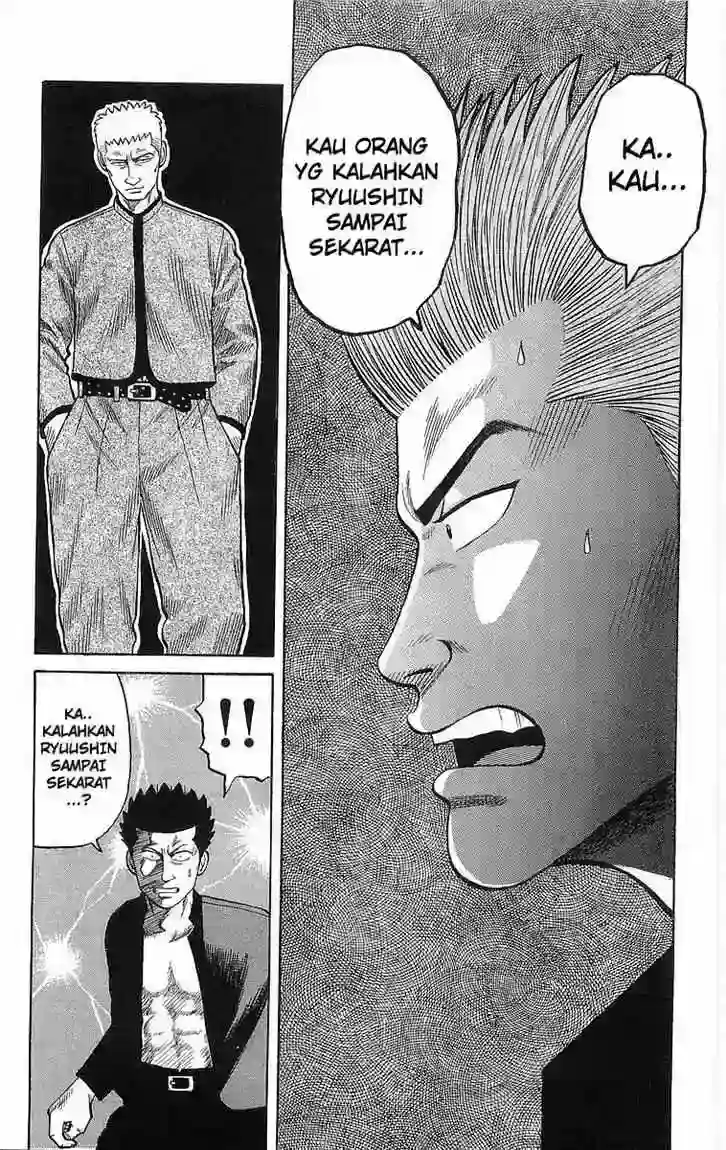 KA..
KAU...
KAU ORANG
YG KALAHKAN
RYUUSHIN
SAMPAI
SEKARAT...
!!
KA..
KALAHKAN
RYUUSHIN
SAMPAI
SEKARAT
...?